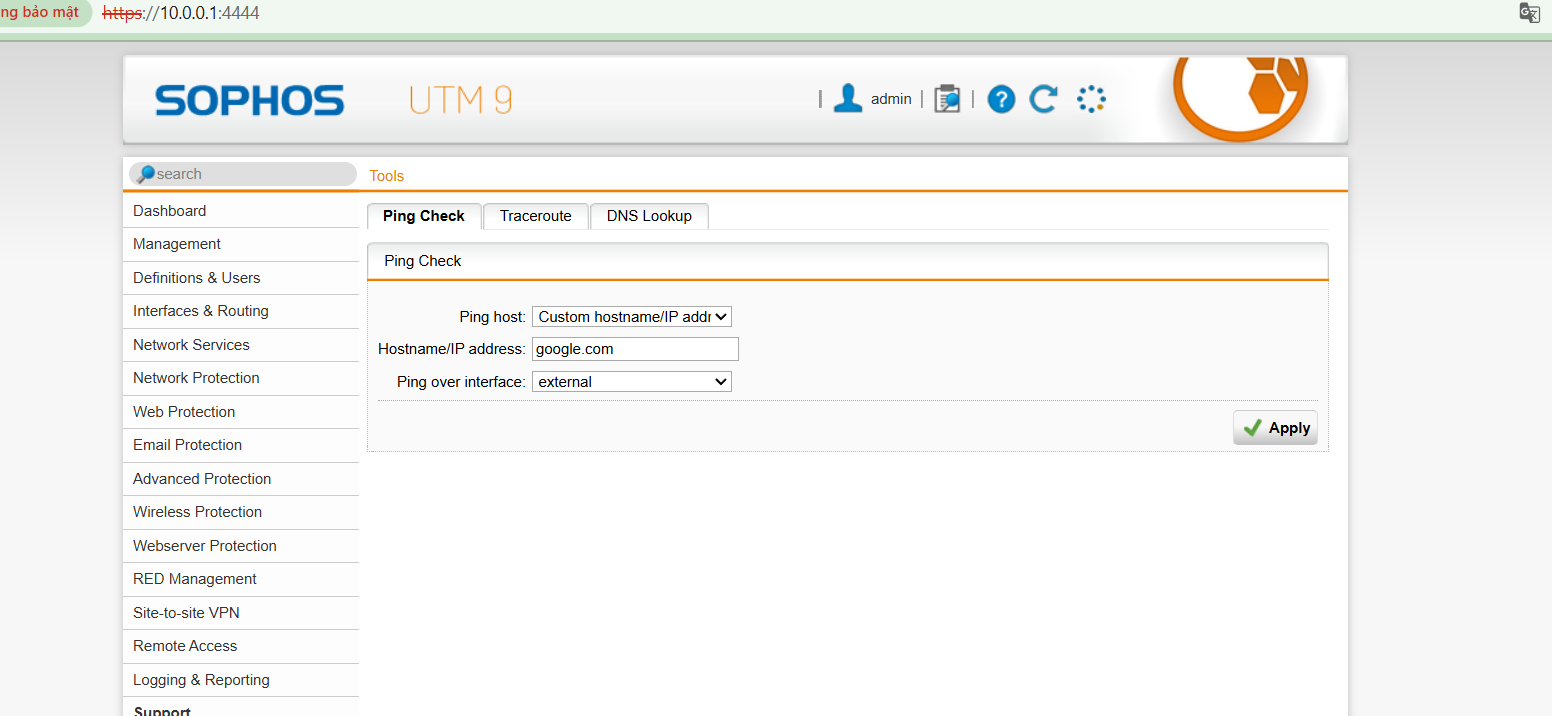 ng bảo mật https://10.0.0.1:4444
SOPHOS UTM 9 | admin | |
search
Tools
Dashboard
Management
Definitions & Users
Interfaces & Routing
Network Services
Network Protection
Web Protection
Email Protection
Advanced Protection
Wireless Protection
Webserver Protection
RED Management
Site-to-site VPN
Remote Access
Logging & Reporting
Support
Ping Check Traceroute DNS Lookup
Ping Check
Ping host: Custom hostname/IP addr
Hostname/IP address: google.com
Ping over interface: external
Apply